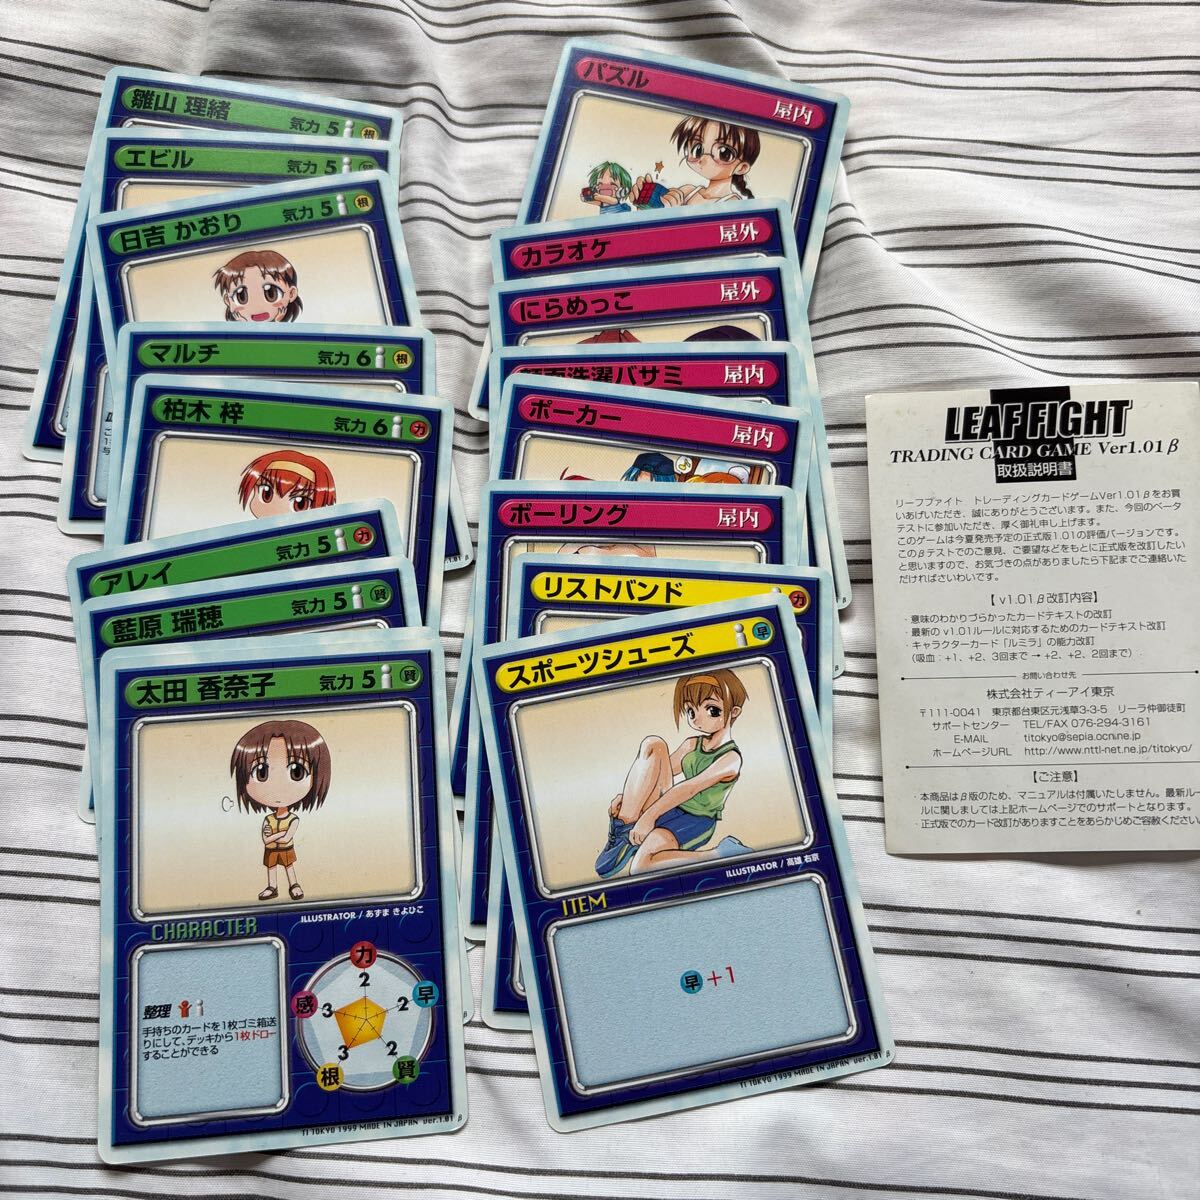 雛山 理緒
気力 5 根
エビル
気力 5 賢
日吉 かおり
気力 5 根
マルチ
気力 6 根
柏木 梓
気力 6 力
アレイ
気力 5 力
藍原 瑞穂
気力 5 賢
太田 香奈子
気力 5 賢
ILLUSTRATOR / あずま きよひこ
CHARACTER
整理
手持ちのカードを1枚ゴミ箱送
りにして、デッキから1枚ドロー
することができる
力
2
感 3
2 早
3
2
根
賢
TI TOKYO 1999 MADE IN JAPAN Ver.1.01 β
パズル
屋内
カラオケ
屋外
にらめっこ
屋外
洗濯バサミ
屋内
ポーカー
屋内
ボーリング
屋内
リストバンド
力
スポーツシューズ
早
ILLUSTRATOR / 高雄 右京
ITEM
早+1
TI TOKYO 1999 MADE IN JAPAN Ver.1.01 β
LEAF FIGHT
TRADING CARD GAME Ver1.01β
取扱説明書
リーフファイト トレーディングカードゲームVer1.01βをお買
いあげいただき、誠にありがとうございます。また、今回のベータ
テストに参加いただき、厚く御礼申し上げます。
このゲームは今夏発売予定の正式版1.01の評価バージョンです。
このβテストでのご意見、ご要望などをもとに正式版を改訂したい
と思いますので、お気づきの点がありましたら下記までご連絡いた
だければさいわいです。
【 v1.01β改訂内容】
・意味のわかりづらかったカードテキストの改訂
・最新の v1.01ルールに対応するためのカードテキスト改訂
・キャラクターカード「ルミラ」の能力改訂
（吸血：+1、+2、3回まで → +2、+2、2回まで）
お問い合わせ先
株式会社ティーアイ東京
〒111-0041 東京都台東区元浅草3-3-5 リーラ仲御徒町
サポートセンター TEL/FAX 076-294-3161
E-MAIL titokyo@sepia.ocn.ne.jp
ホームページURL http://www.nttl-net.ne.jp/titokyo/
【ご注意】
・本商品はβ版のため、マニュアルは付属いたしません。最新ルー
ルに関しましては上記ホームページでのサポートとなります。
・正式版でのカード改訂がありますことをあらかじめご容赦ください